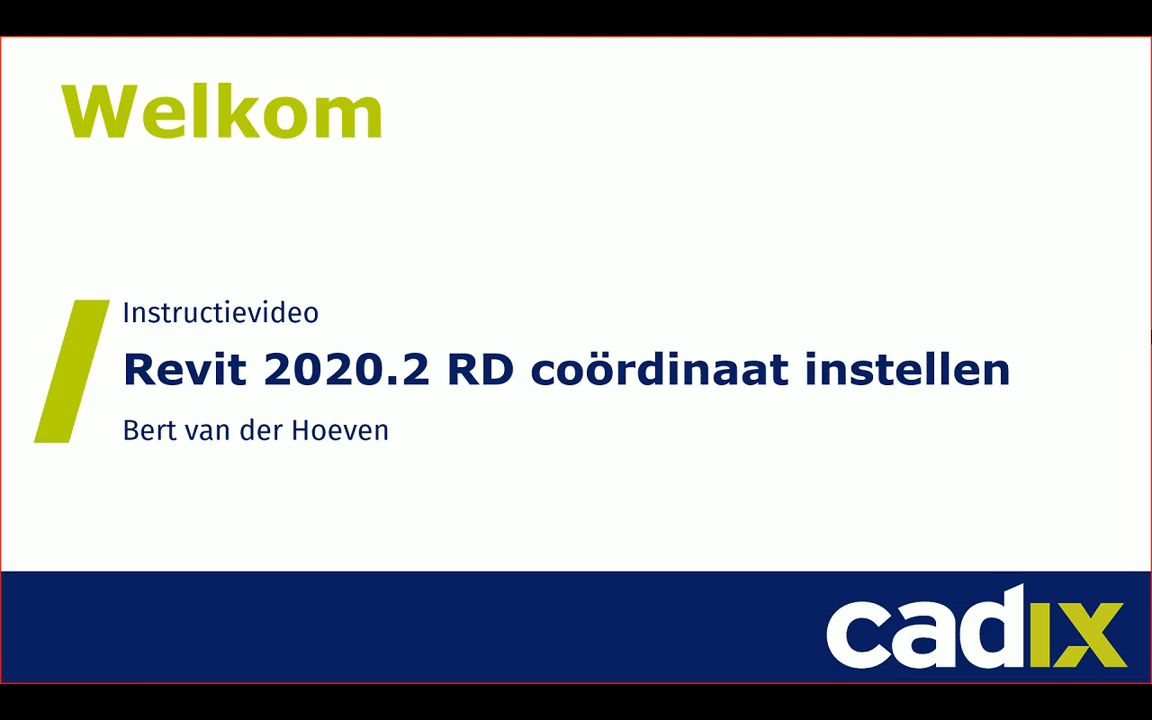 Welkom
Instructievideo
Revit 2020.2 RD coördinaat instellen
Bert van der Hoeven
cadix